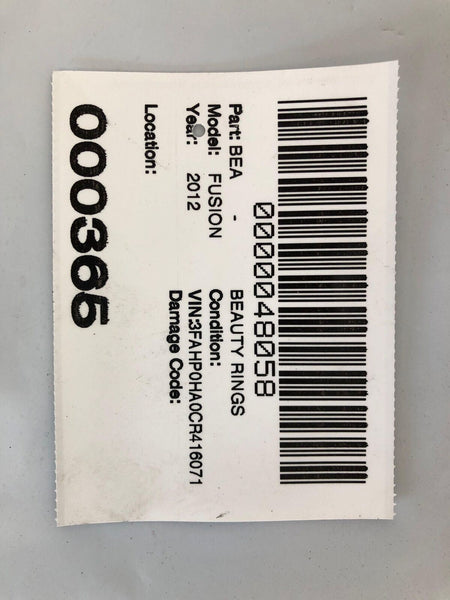 0000048058
Part: BEA - BEAUTY RINGS
Model: FUSION Condition:
Year: 2012 VIN:3FAHP0HA0CR416071
Damage Code:
Location:
000365